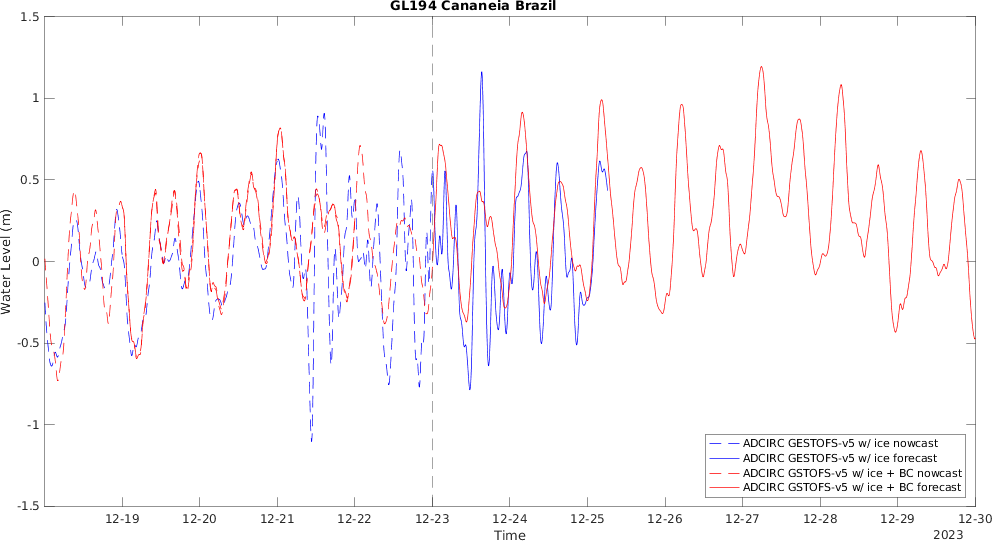 GL194 Cananeia Brazil
1.5
1
0.5
0
-0.5
-1
-1.5
Water Level (m)
12-19 12-20 12-21 12-22 12-23 12-24 12-25 12-26 12-27 12-28 12-29 12-30
Time
2023
ADCIRC GESTOFS-v5 w/ ice nowcast
ADCIRC GESTOFS-v5 w/ ice forecast
ADCIRC GSTOFS-v5 w/ ice + BC nowcast
ADCIRC GSTOFS-v5 w/ ice + BC forecast